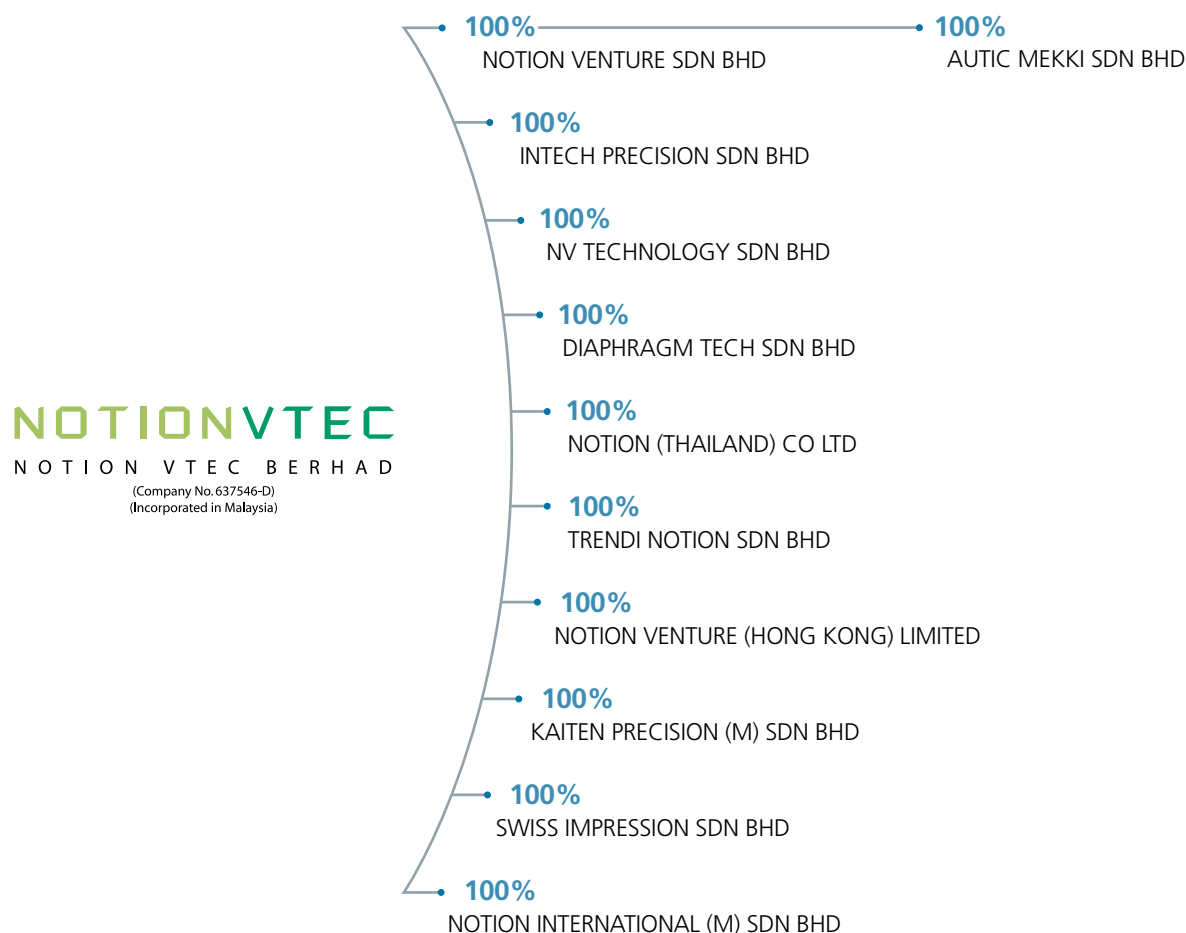 100%
NOTION VENTURE SDN BHD
100%
AUTIC MEKKI SDN BHD
100%
INTECH PRECISION SDN BHD
100%
NV TECHNOLOGY SDN BHD
100%
DIAPHRAGM TECH SDN BHD
NOTIONVTEC
NOTION VTEC BERHAD
(Company No. 637546-D)
(Incorporated in Malaysia)
100%
NOTION (THAILAND) CO LTD
100%
TRENDI NOTION SDN BHD
100%
NOTION VENTURE (HONG KONG) LIMITED
100%
KAITEN PRECISION (M) SDN BHD
100%
SWISS IMPRESSION SDN BHD
100%
NOTION INTERNATIONAL (M) SDN BHD